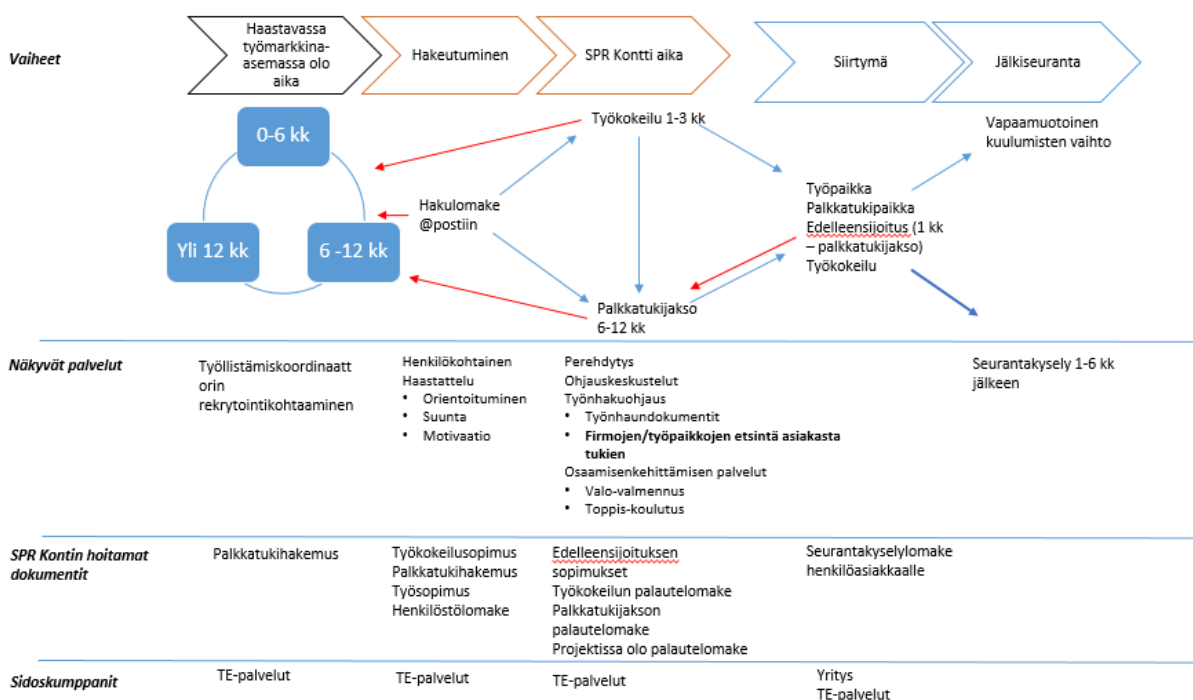 Vaiheet
Haastavassa
työmarkkina-
asemassa olo
aika
Hakeutuminen
SPR Kontti aika
Siirtymä
Jälkiseuranta
0-6 kk
Yli 12 kk
6 -12 kk
Hakulomake
@postiin
Työkokeilu 1-3 kk
Palkkatukijakso
6-12 kk
Työpaikka
Palkkatukipaikka
Edelleensijoitus (1 kk
– palkkatukijakso)
Työkokeilu
Vapaamuotoinen
kuulumisten vaihto
Näkyvät palvelut
Työllistämiskoordinaatt
orin
rekrytointikohtaaminen
Henkilökohtainen
Haastattelu
• Orientoituminen
• Suunta
• Motivaatio
Perehdytys
Ohjauskeskustelut
Työnhakuohjaus
• Työnhaundokumentit
• Firmojen/työpaikkojen etsintä asiakasta
tukien
Osaamisenkehittämisen palvelut
• Valo-valmennus
• Toppis-koulutus
Seurantakysely 1-6 kk
jälkeen
SPR Kontin hoitamat
dokumentit
Palkkatukihakemus
Työkokeilusopimus
Palkkatukihakemus
Työsopimus
Henkilöstölomake
Edelleensijoituksen
sopimukset
Työkokeilun palautelomake
Palkkatukijakson
palautelomake
Projektissa olo palautelomake
Seurantakyselylomake
henkilöasiakkaalle
Sidoskumppanit
TE-palvelut
TE-palvelut
TE-palvelut
Yritys
TE-palvelut